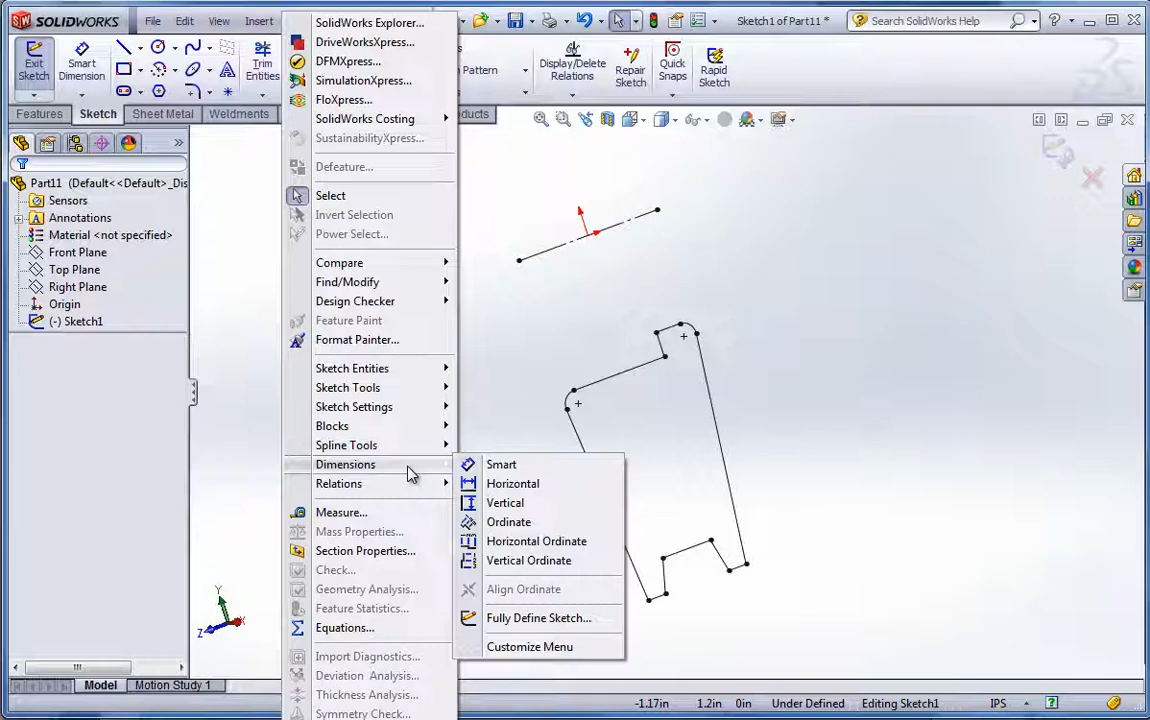 SOLIDWORKS File Edit View Insert Sketch1 of Part11 * Search SolidWorks Help ?
Exit Sketch
Smart Dimension
Trim Entities
Pattern
Display/Delete Relations
Repair Sketch
Quick Snaps
Rapid Sketch
Features Sketch Sheet Metal Weldments ducts
Part11 (Default<<Default>_Dis
Sensors
Annotations
Material <not specified>
Front Plane
Top Plane
Right Plane
Origin
(-) Sketch1
SolidWorks Explorer...
DriveWorksXpress...
DFMXpress...
SimulationXpress...
FloXpress...
SolidWorks Costing
SustainabilityXpress...
Defeature...
Select
Invert Selection
Power Select...
Compare
Find/Modify
Design Checker
Feature Paint
Format Painter...
Sketch Entities
Sketch Tools
Sketch Settings
Blocks
Spline Tools
Dimensions
Relations
Measure...
Mass Properties...
Section Properties...
Check...
Geometry Analysis...
Feature Statistics...
Equations...
Import Diagnostics...
Deviation Analysis...
Thickness Analysis...
Symmetry Check...
Smart
Horizontal
Vertical
Ordinate
Horizontal Ordinate
Vertical Ordinate
Align Ordinate
Fully Define Sketch...
Customize Menu
Y
Z X
Model Motion Study 1
-1.17in 1.2in 0in Under Defined Editing Sketch1 IPS ?